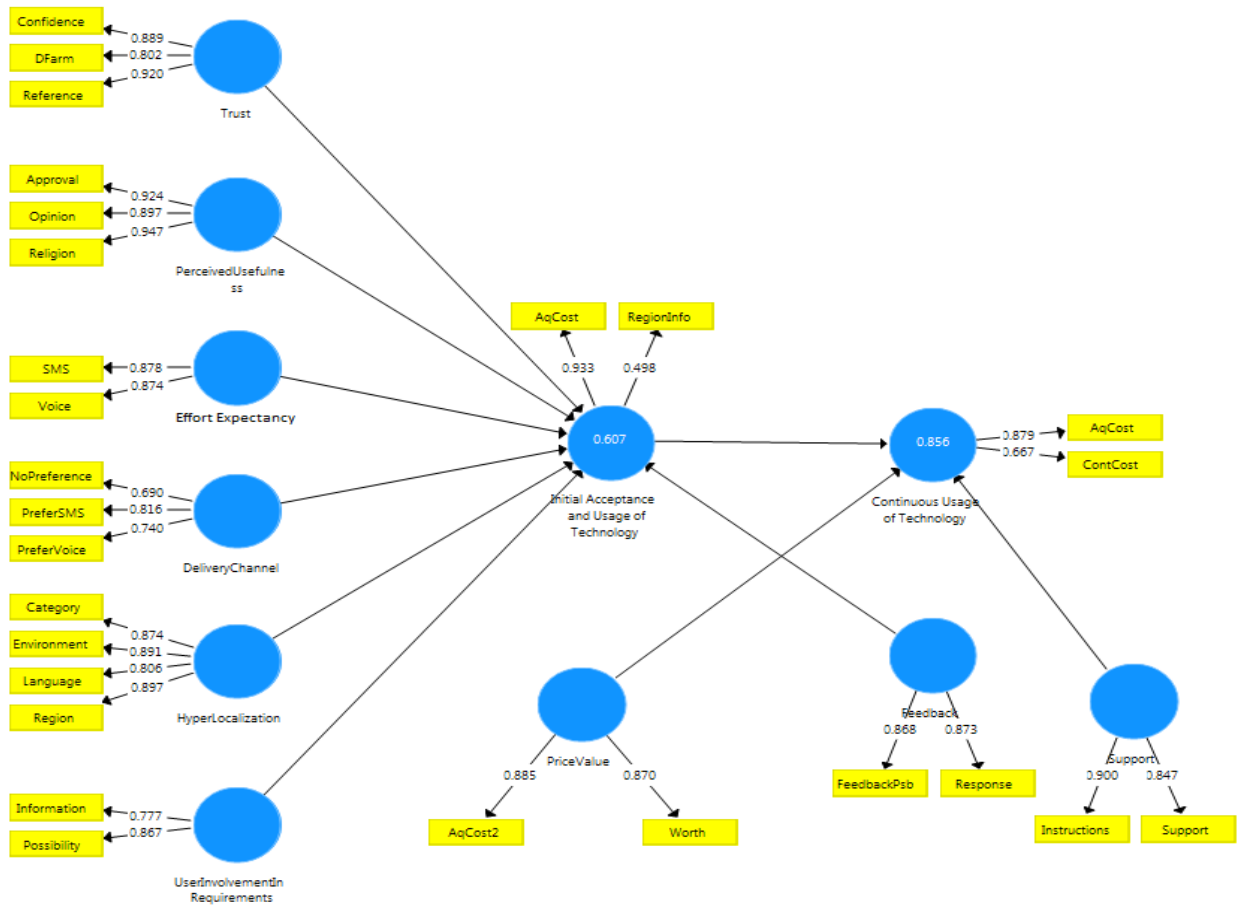 Confidence
0.889
DFarm
0.802
Reference
0.920
Trust
Approval
0.924
Opinion
0.897
Religion
0.947
PerceivedUsefulne
ss
SMS
0.878
Voice
0.874
Effort Expectancy
AqCost
RegionInfo
0.933
0.498
0.607
Initial Acceptance
and Usage of
Technology
0.856
Continuous Usage
of Technology
0.879
AqCost
0.667
ContCost
NoPreference
0.690
PreferSMS
0.816
PreferVoice
0.740
DeliveryChannel
Category
0.874
Environment
0.891
Language
0.806
Region
0.897
HyperLocalization
Information
0.777
Possibility
0.867
UserInvolvementIn
Requirements
PriceValue
0.885
0.870
AqCost2
Worth
Feedback
0.868
0.873
FeedbackPsb
Response
Support
0.900
0.847
Instructions
Support